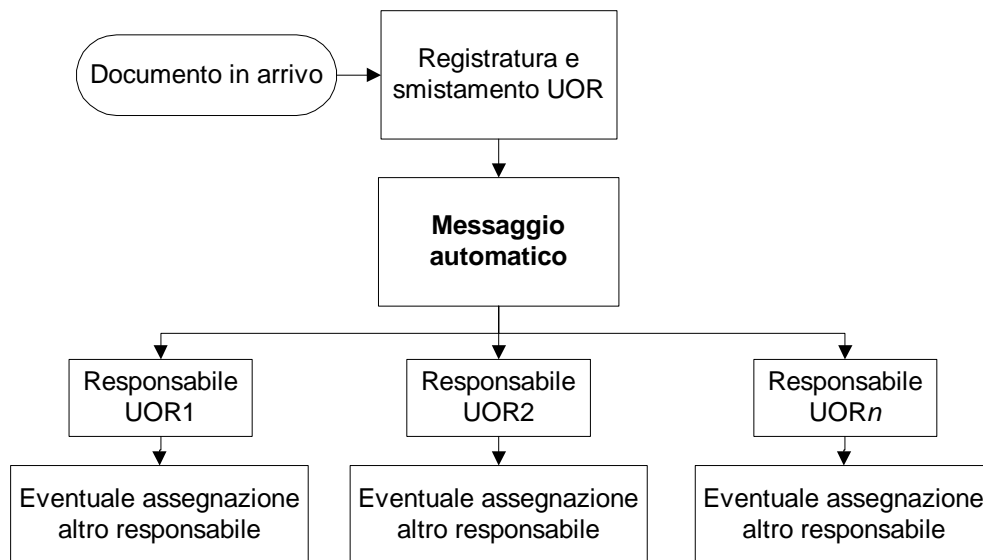 Documento in arrivo
Registratura e
smistamento UOR
Messaggio
automatico
Responsabile
UOR1
Responsabile
UOR2
Responsabile
UORn
Eventuale assegnazione
altro responsabile
Eventuale assegnazione
altro responsabile
Eventuale assegnazione
altro responsabile